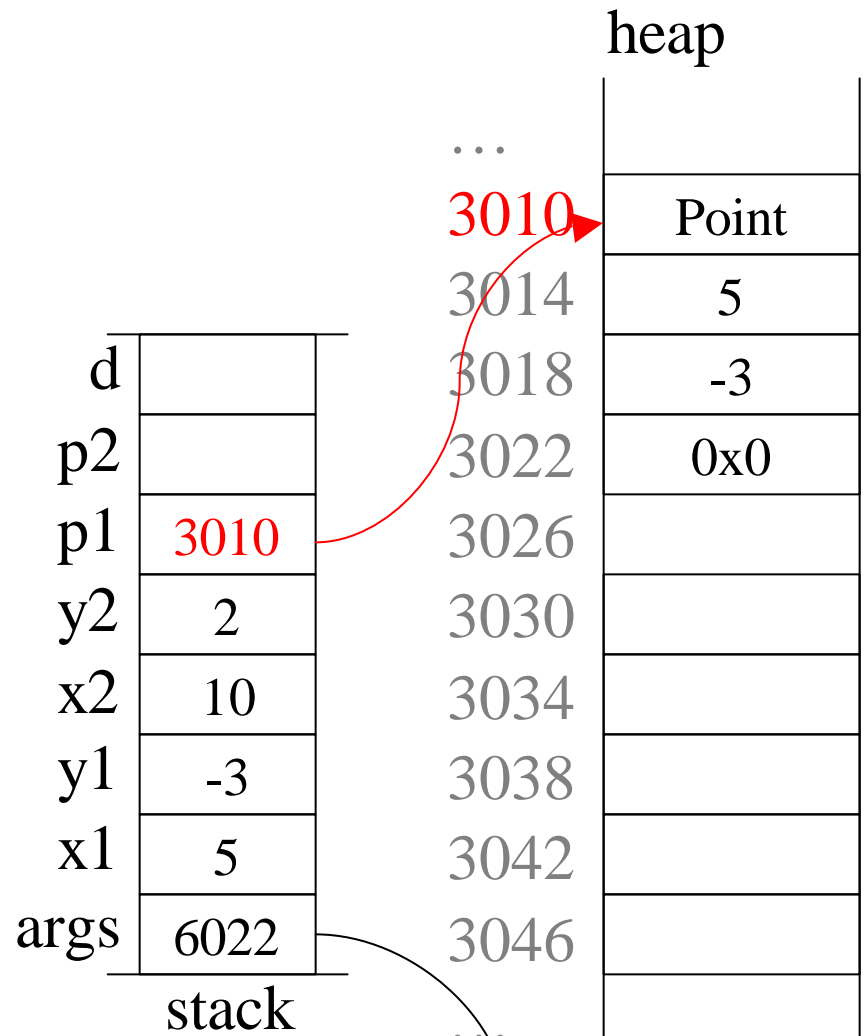 heap
...
3010 Point
3014 5
3018 -3
3022 0x0
3026
3030
3034
3038
3042
3046
...
d
p2
p1 3010
y2 2
x2 10
y1 -3
x1 5
args 6022
stack